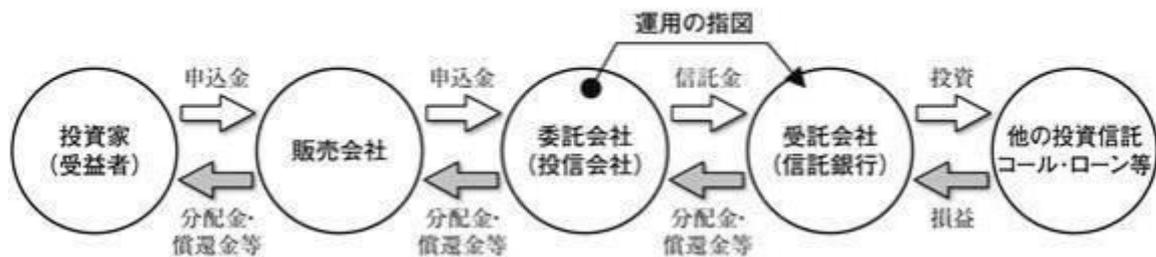 運用の指図
申込金
申込金
信託金
投資
投資家
(受益者)
販売会社
委託会社
(投信会社)
受託会社
(信託銀行)
他の投資信託
コール・ローン等
分配金・
償還金等
分配金・
償還金等
分配金・
償還金等
損益